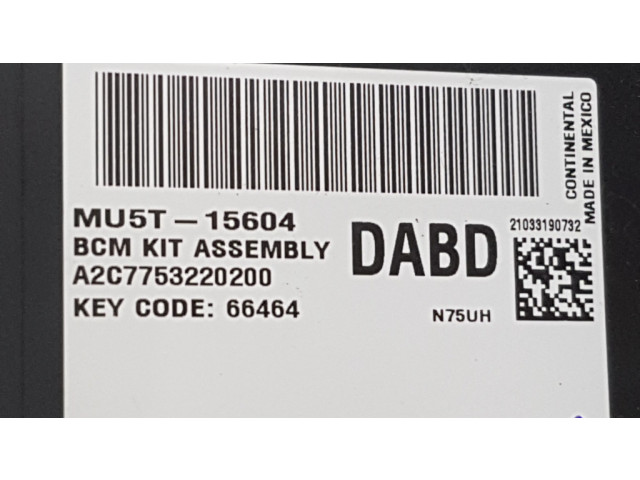 MU5T-15604
BCM KIT ASSEMBLY
A2C7753220200
KEY CODE: 66464
DABD
N75UH
21033190732
CONTINENTAL
MADE IN MEXICO